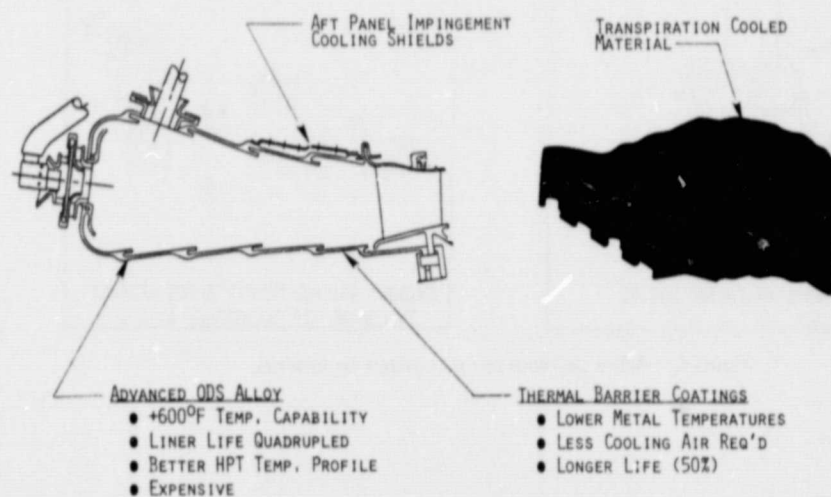 AFT PANEL IMPINGEMENT
COOLING SHIELDS
TRANSPIRATION COOLED
MATERIAL
ADVANCED ODS ALLOY
• +600°F TEMP. CAPABILITY
• LINER LIFE QUADRUPLED
• BETTER HPT TEMP. PROFILE
• EXPENSIVE
THERMAL BARRIER COATINGS
• LOWER METAL TEMPERATURES
• LESS COOLING AIR REQ'D
• LONGER LIFE (50%)